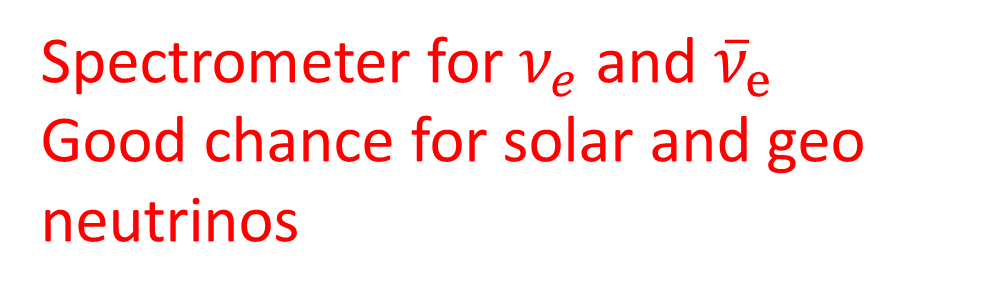 Spectrometer for νₑ and ν̄ₑ
Good chance for solar and geo
neutrinos